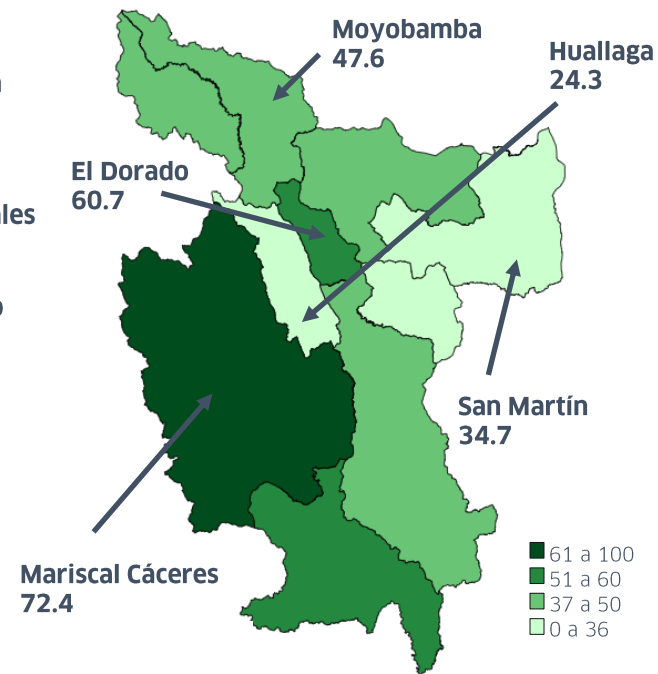 Moyobamba
47.6
Huallaga
24.3
El Dorado
60.7
ales
San Martín
34.7
Mariscal Cáceres
72.4
61 a 100
51 a 60
37 a 50
0 a 36